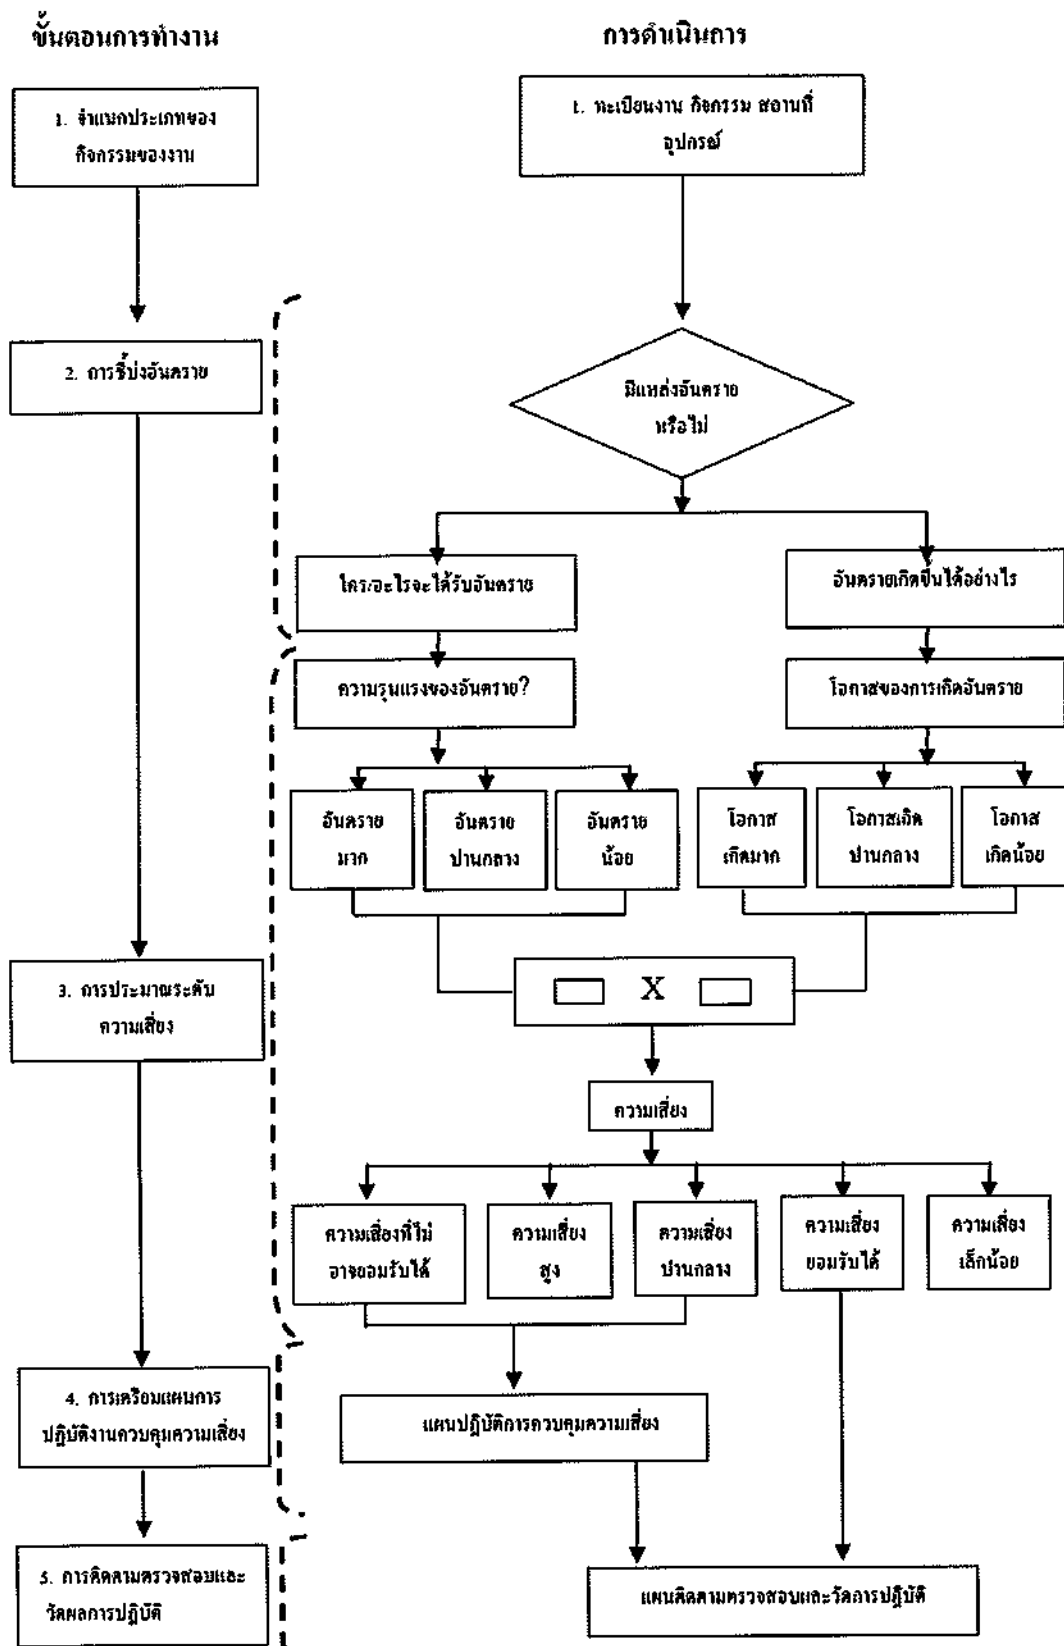 ขั้นตอนการทำงาน
การดำเนินการ
1. จำแนกประเภทของ
กิจกรรมของงาน
1. ทะเบียนงาน กิจกรรม สถานที่
อุปกรณ์
2. การชี้บ่งอันตราย
มีแหล่งอันตราย
หรือไม่
ใคร/อะไรจะได้รับอันตราย
อันตรายเกิดขึ้นได้อย่างไร
ความรุนแรงของอันตราย?
โอกาสของการเกิดอันตราย
อันตราย
มาก
อันตราย
ปานกลาง
อันตราย
น้อย
โอกาส
เกิดมาก
โอกาสเกิด
ปานกลาง
โอกาส
เกิดน้อย
3. การประมาณระดับ
ความเสี่ยง
X
ความเสี่ยง
ความเสี่ยงที่ไม่
อาจยอมรับได้
ความเสี่ยง
สูง
ความเสี่ยง
ปานกลาง
ความเสี่ยง
ยอมรับได้
ความเสี่ยง
เล็กน้อย
4. การเตรียมแผนการ
ปฏิบัติงานควบคุมความเสี่ยง
แผนปฏิบัติการควบคุมความเสี่ยง
5. การติดตามตรวจสอบและ
วัดผลการปฏิบัติ
แผนติดตามตรวจสอบและวัดการปฏิบัติ